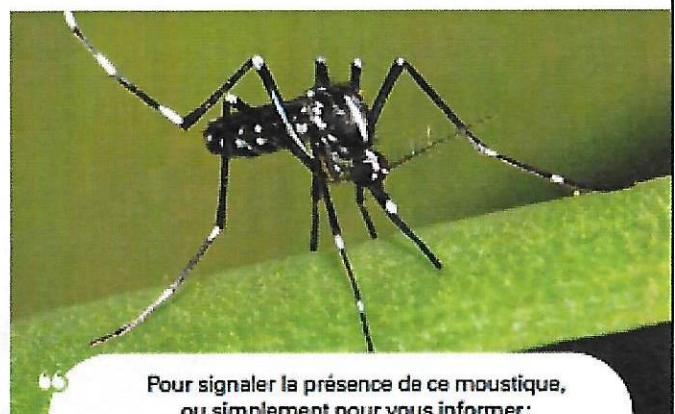 “
Pour signaler la présence de ce moustique,
ou simplement pour vous informer: